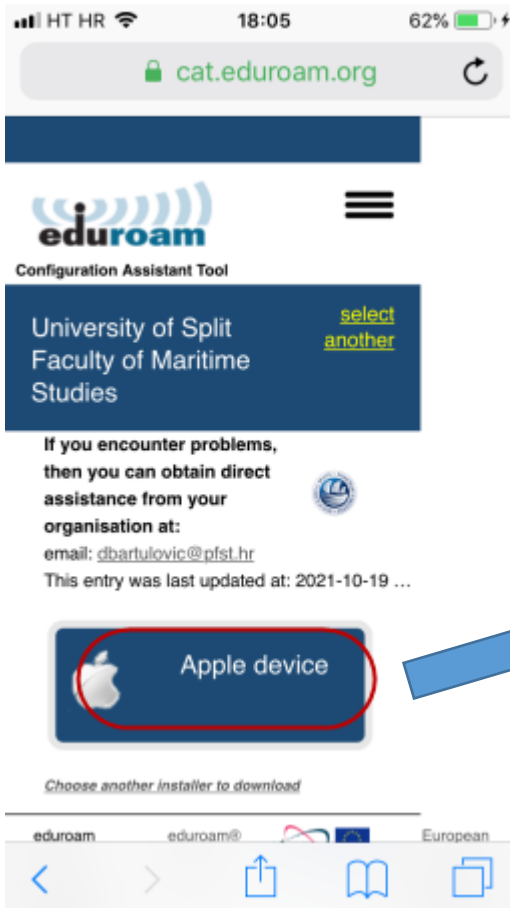 HT HR 18:05 62%
cat.eduroam.org
eduroam
Configuration Assistant Tool
University of Split
Faculty of Maritime
Studies
select
another
If you encounter problems,
then you can obtain direct
assistance from your
organisation at:
email: dbartulovic@pfst.hr
This entry was last updated at: 2021-10-19 ...
Apple device
Choose another installer to download
eduroam eduroam® European